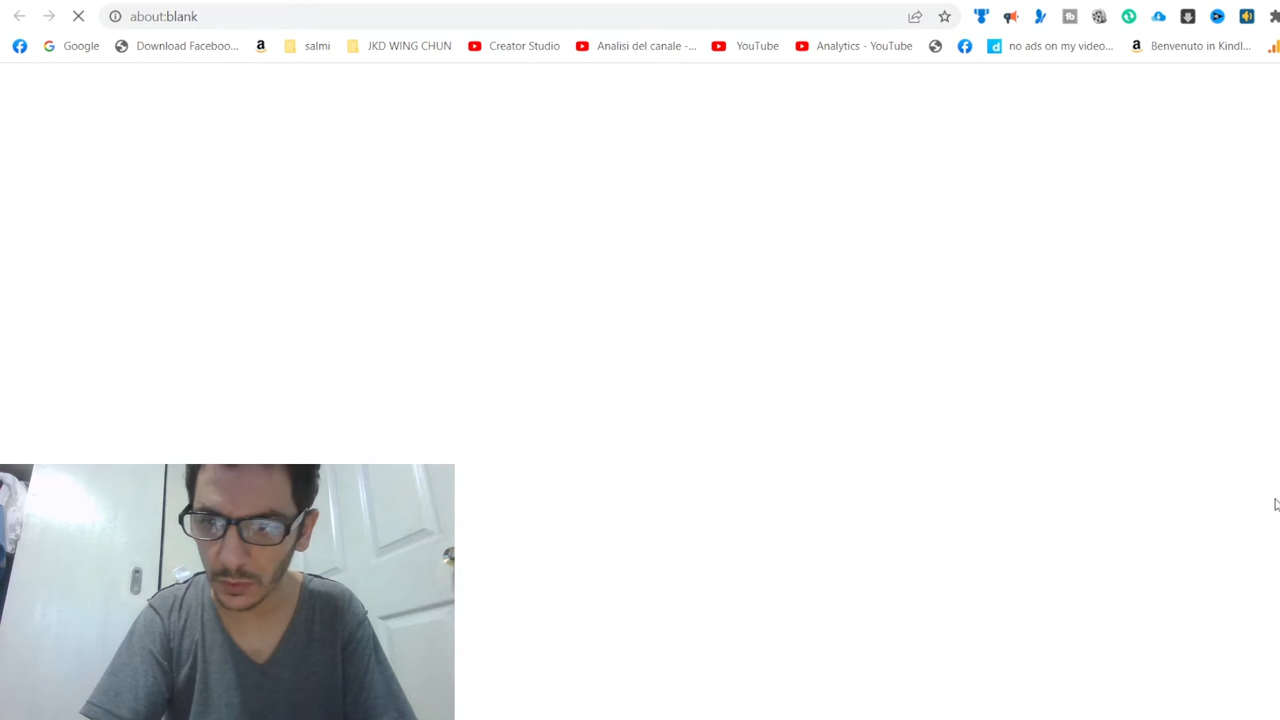 about:blank
Google Download Faceboo... salmi JKD WING CHUN Creator Studio Analisi del canale -... YouTube Analytics - YouTube no ads on my video... Benvenuto in Kindl...